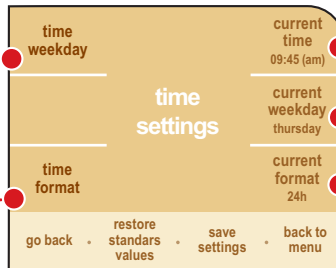 time
weekday
current
time
09:45 (am)
time
settings
current
weekday
thursday
time
format
current
format
24h
go back
restore
standars
values
save
settings
back to
menu